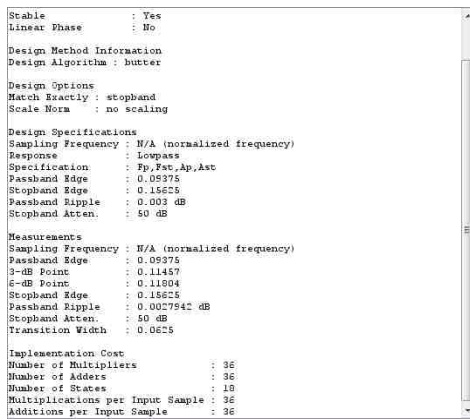 Stable : Yes
Linear Phase : No
Design Method Information
Design Algorithm : butter
Design Options
Match Exactly : stopband
Scale Norm : no scaling
Design Specifications
Sampling Frequency : N/A (normalized frequency)
Response : Lowpass
Specification : Fp,Fst,Ap,Ast
Passband Edge : 0.09375
Stopband Edge : 0.15625
Passband Ripple : 0.003 dB
Stopband Atten. : 50 dB
Measurements
Sampling Frequency : N/A (normalized frequency)
Passband Edge : 0.09375
3-dB Point : 0.11457
6-dB Point : 0.11804
Stopband Edge : 0.15625
Passband Ripple : 0.0027942 dB
Stopband Atten. : 50 dB
Transition Width : 0.0625
Implementation Cost
Number of Multipliers : 36
Number of Adders : 36
Number of States : 18
Multiplications per Input Sample : 36
Additions per Input Sample : 36